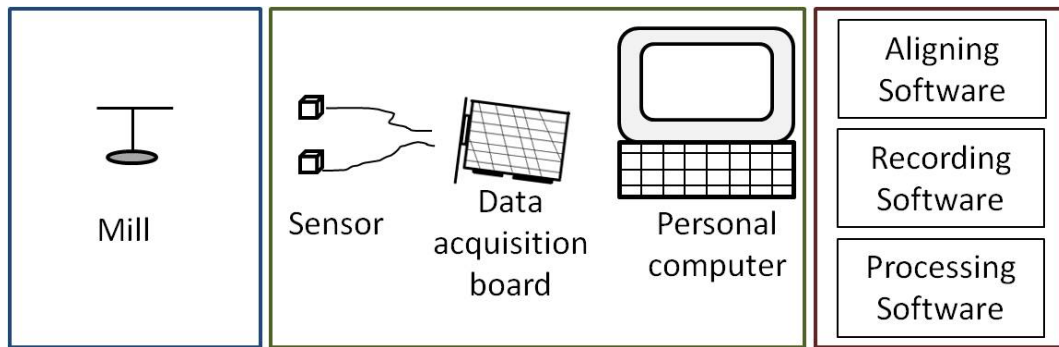 Mill
Sensor
Data
acquisition
board
Personal
computer
Aligning
Software
Recording
Software
Processing
Software